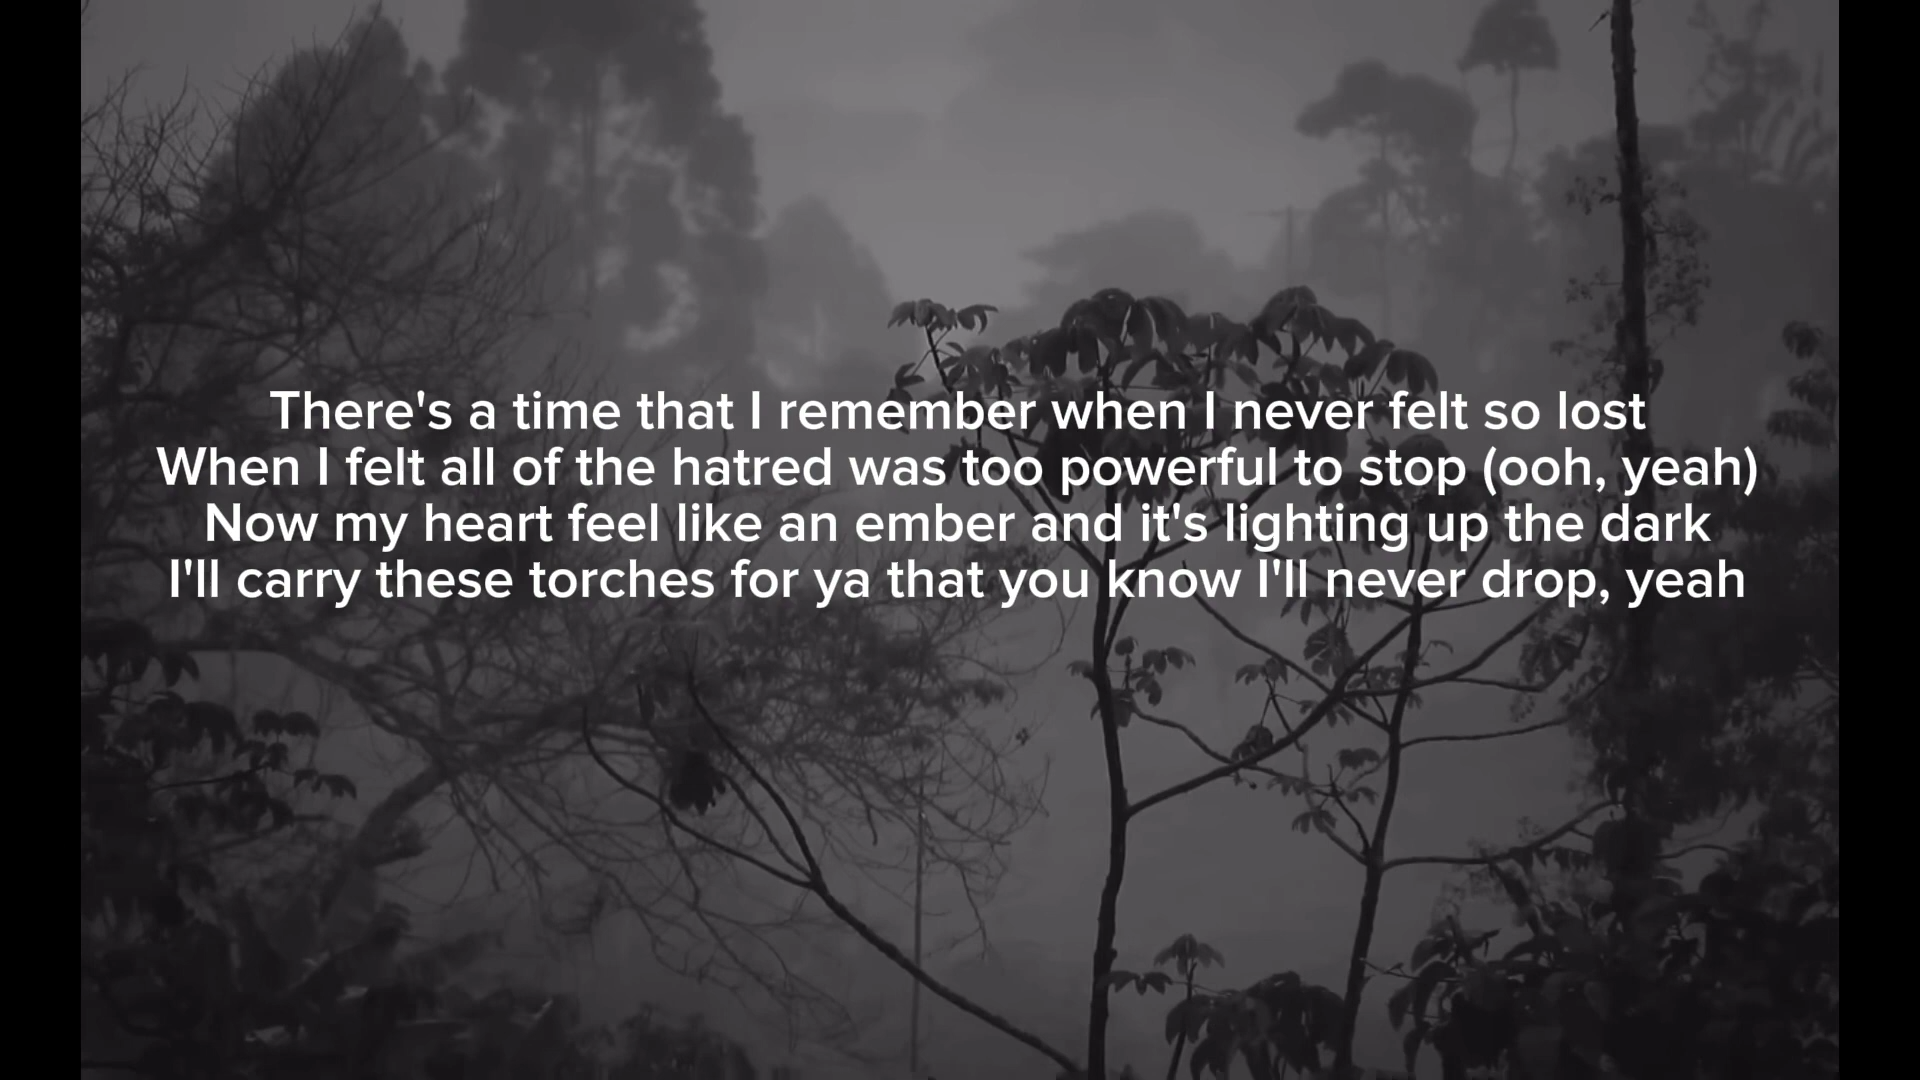 There's a time that I remember when I never felt so lost
When I felt all of the hatred was too powerful to stop (ooh, yeah)
Now my heart feel like an ember and it's lighting up the dark
I'll carry these torches for ya that you know I'll never drop, yeah